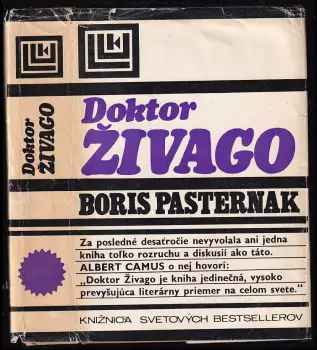 Doktor
ŽIVAGO
Doktor
ŽIVAGO
BORIS PASTERNAK
Za posledné desaťročie nevyvolala ani jedna
kniha toľko rozruchu a diskusií ako táto.
ALBERT CAMUS o nej hovorí:
„Doktor Živago je kniha jedinečná, vysoko
prevyšujúca literárny priemer na celom svete."
KNIŽNICA SVETOVÝCH BESTSELLEROV